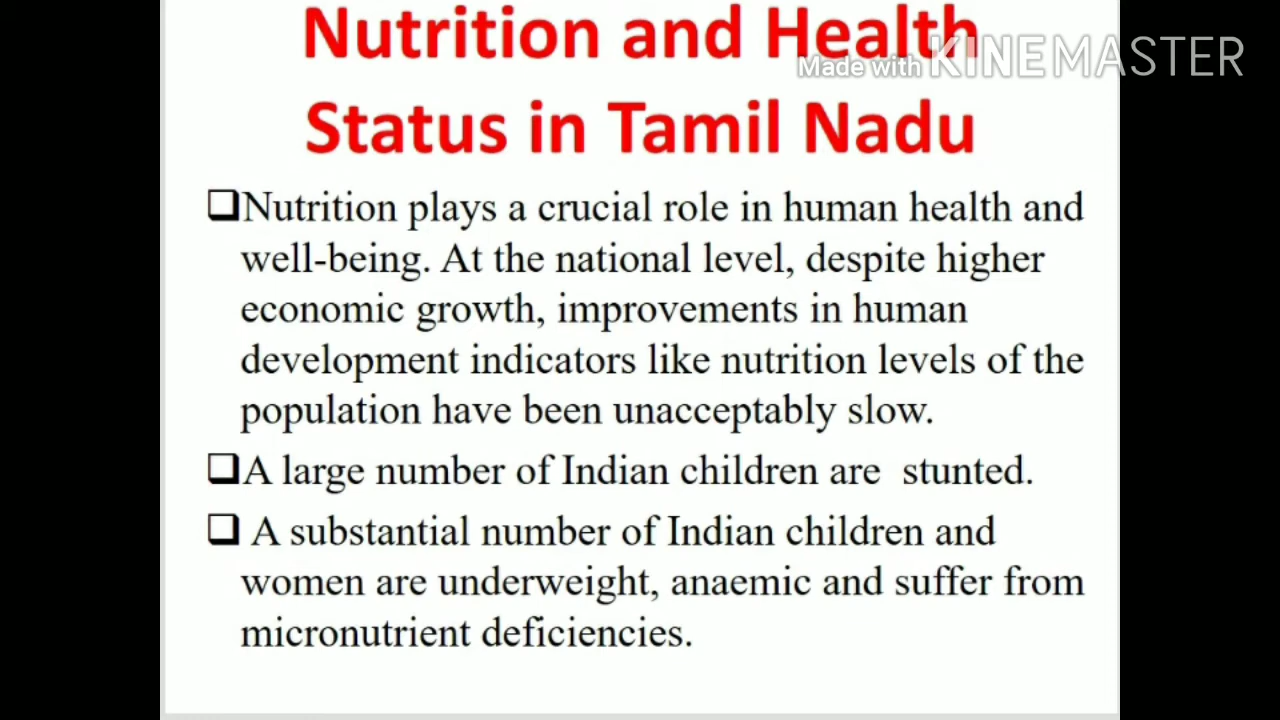 Nutrition and Health
Made with KINEMASTER
Status in Tamil Nadu
❑Nutrition plays a crucial role in human health and
well-being. At the national level, despite higher
economic growth, improvements in human
development indicators like nutrition levels of the
population have been unacceptably slow.
❑A large number of Indian children are  stunted.
❑ A substantial number of Indian children and
women are underweight, anaemic and suffer from
micronutrient deficiencies.